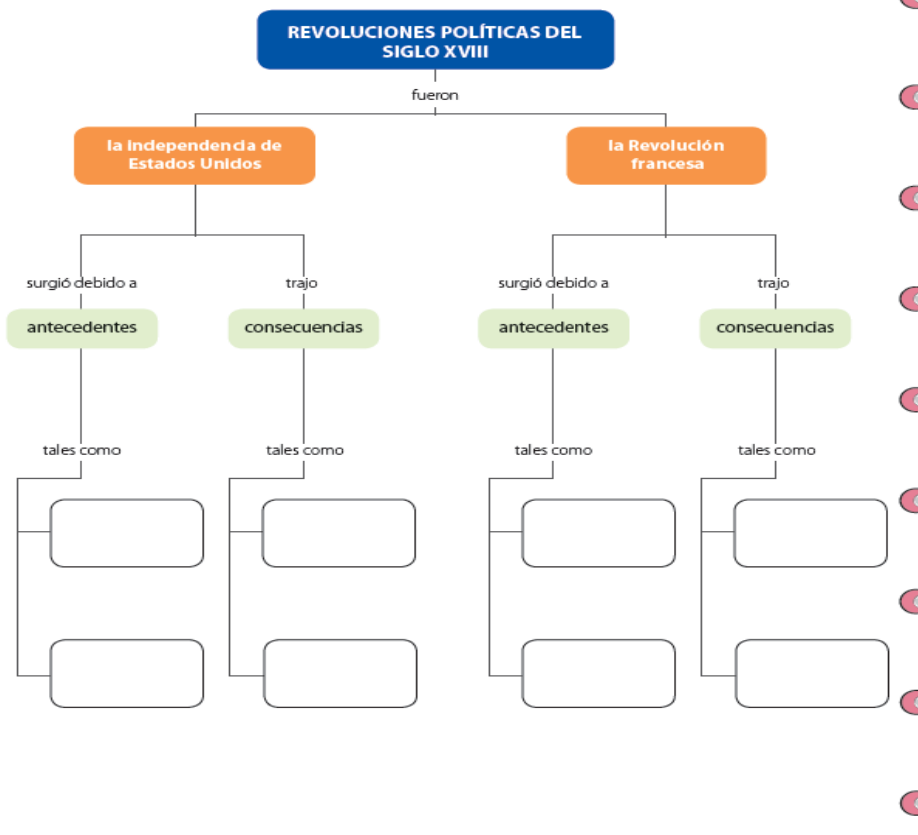 REVOLUCIONES POLÍTICAS DEL
SIGLO XVIII
fueron
la independencia de
Estados Unidos
la Revolución
francesa
surgió debido a
trajo
surgió debido a
trajo
antecedentes
consecuencias
antecedentes
consecuencias
tales como
tales como
tales como
tales como